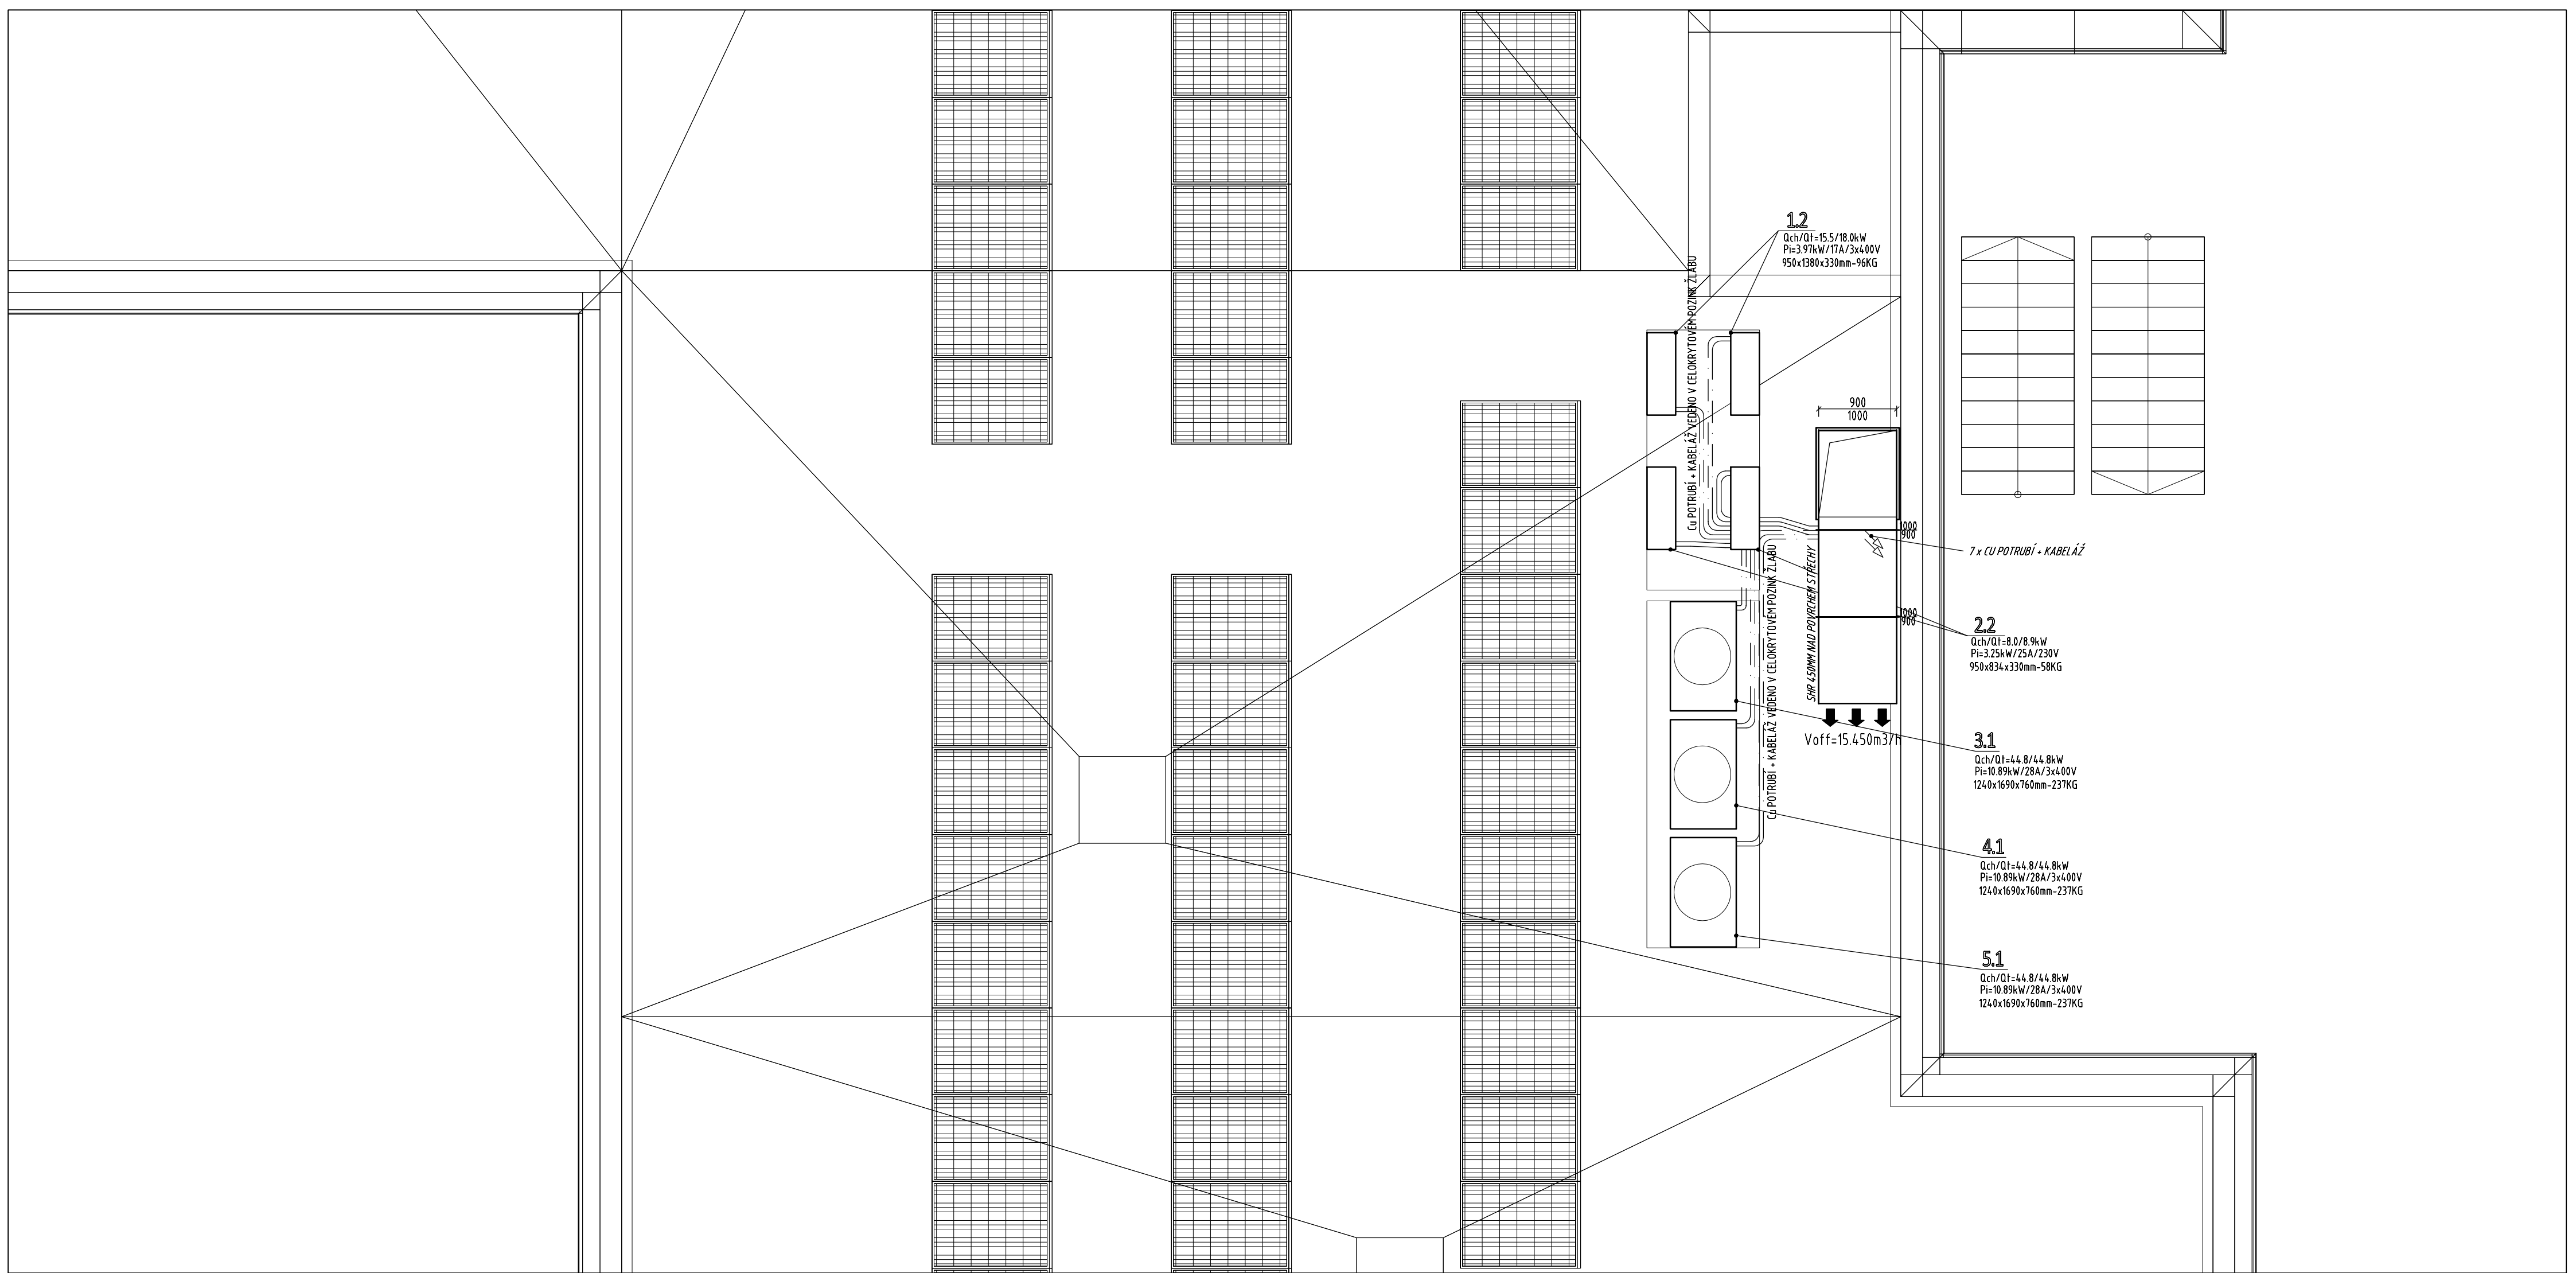 1.2
Qch/Qt=15.5/18.0kW
Pi=3.97kW/17A/3x400V
950x1380x330mm-96KG
Cu POTRUBÍ + KABELÁŽ VEDENO V CELOKRYTOVÉM POZINK ŽLABU
900
1000
1000
900
7 x CU POTRUBÍ + KABELÁŽ
SHR 450MM NAD POVRCHEM STŘECHY
Cu POTRUBÍ + KABELÁŽ VEDENO V CELOKRYTOVÉM POZINK ŽLABU
1000
900
2.2
Qch/Qt=8.0/8.9kW
Pi=3.25kW/25A/230V
950x834x330mm-58KG
Voff=15.450m3/h
3.1
Qch/Qt=44.8/44.8kW
Pi=10.89kW/28A/3x400V
1240x1690x760mm-237KG
4.1
Qch/Qt=44.8/44.8kW
Pi=10.89kW/28A/3x400V
1240x1690x760mm-237KG
5.1
Qch/Qt=44.8/44.8kW
Pi=10.89kW/28A/3x400V
1240x1690x760mm-237KG